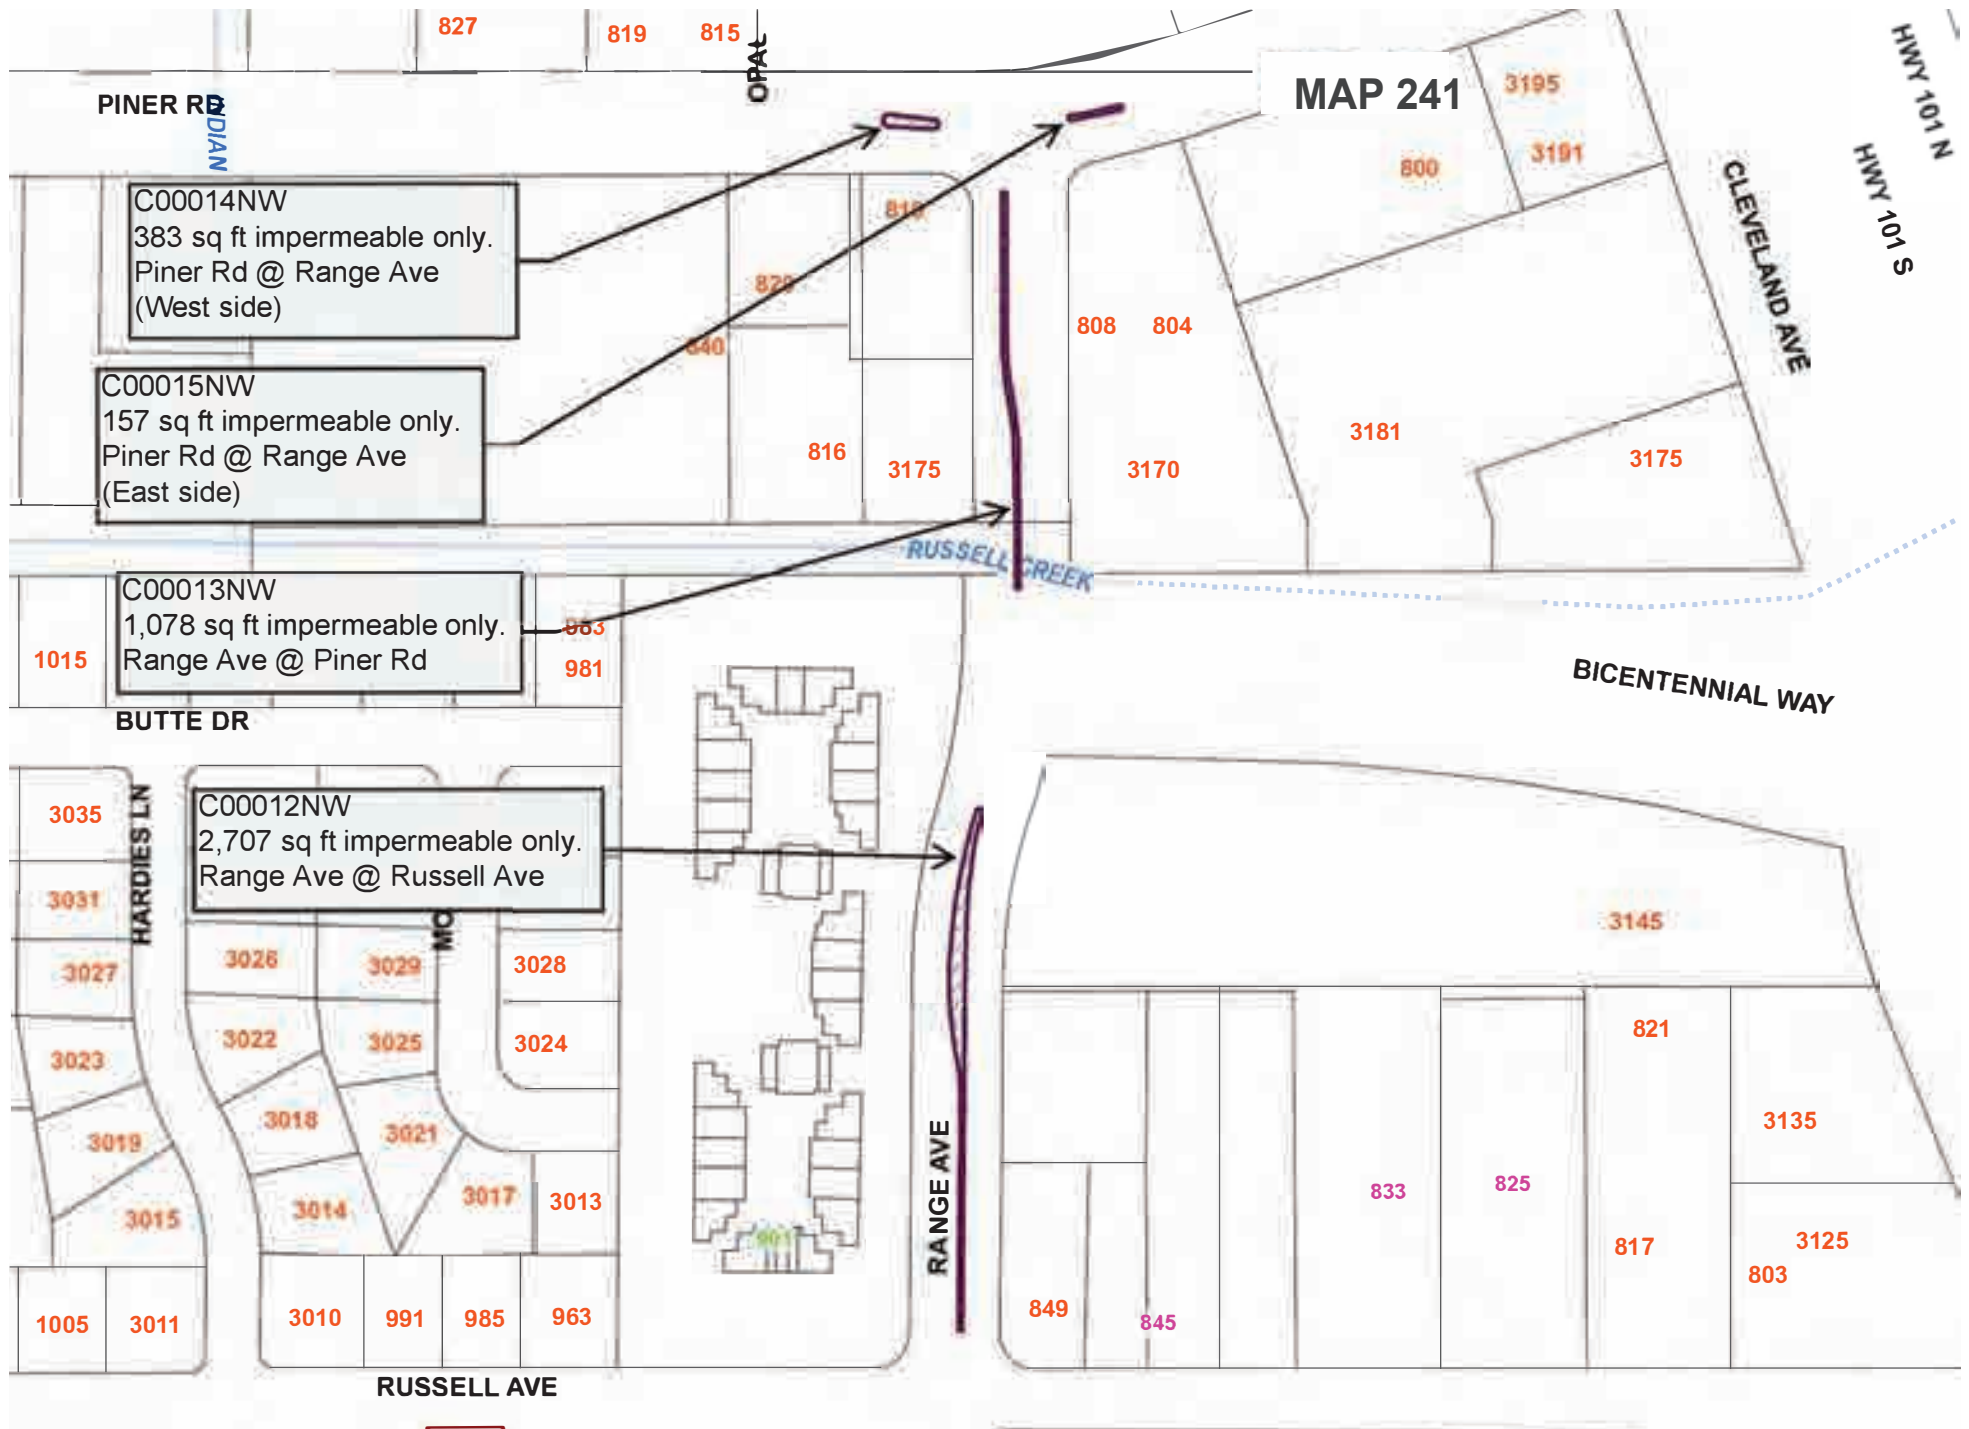 827
819
815
OPAL
PINER RD
MAP 241
3195
3191
800
HWY 101 N
HWY 101 S
CLEVELAND AVE
C00014NW
383 sq ft impermeable only.
Piner Rd @ Range Ave
(West side)
820
808
804
C00015NW
157 sq ft impermeable only.
Piner Rd @ Range Ave
(East side)
816
3175
3170
3181
3175
RUSSELL CREEK
C00013NW
1,078 sq ft impermeable only.
Range Ave @ Piner Rd
1015
983
981
BUTTE DR
BICENTENNIAL WAY
HARDIES LN
C00012NW
2,707 sq ft impermeable only.
Range Ave @ Russell Ave
3035
3031
3027
3026
3029
3028
3145
3023
3022
3025
3024
821
3019
3018
3021
3135
3015
3014
3017
3013
RANGE AVE
833
825
817
3125
803
901
1005
3011
3010
991
985
963
849
845
RUSSELL AVE